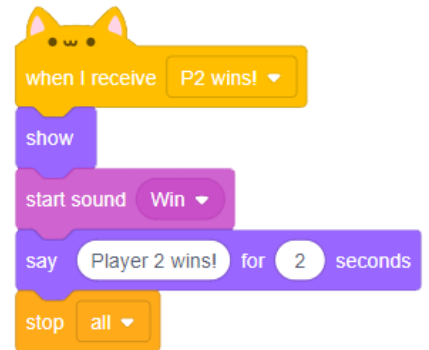 when I receive P2 wins!
show
start sound Win
say Player 2 wins! for 2 seconds
stop all